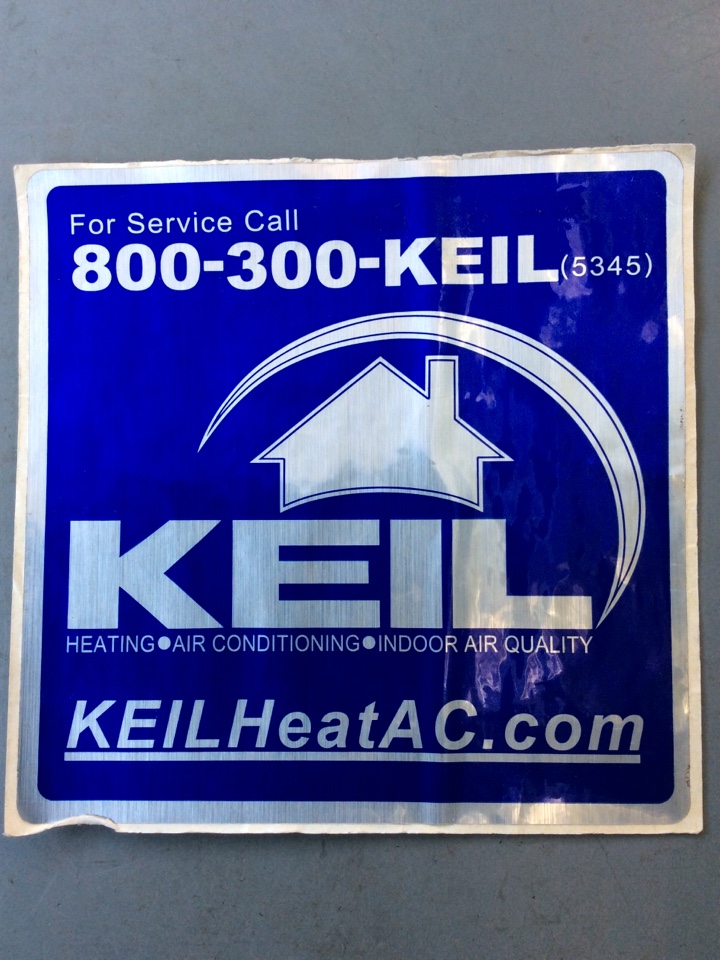 For Service Call
800-300-KEIL(5345)
KEIL
HEATING●AIR CONDITIONING●INDOOR AIR QUALITY
KEILHeatAC.com